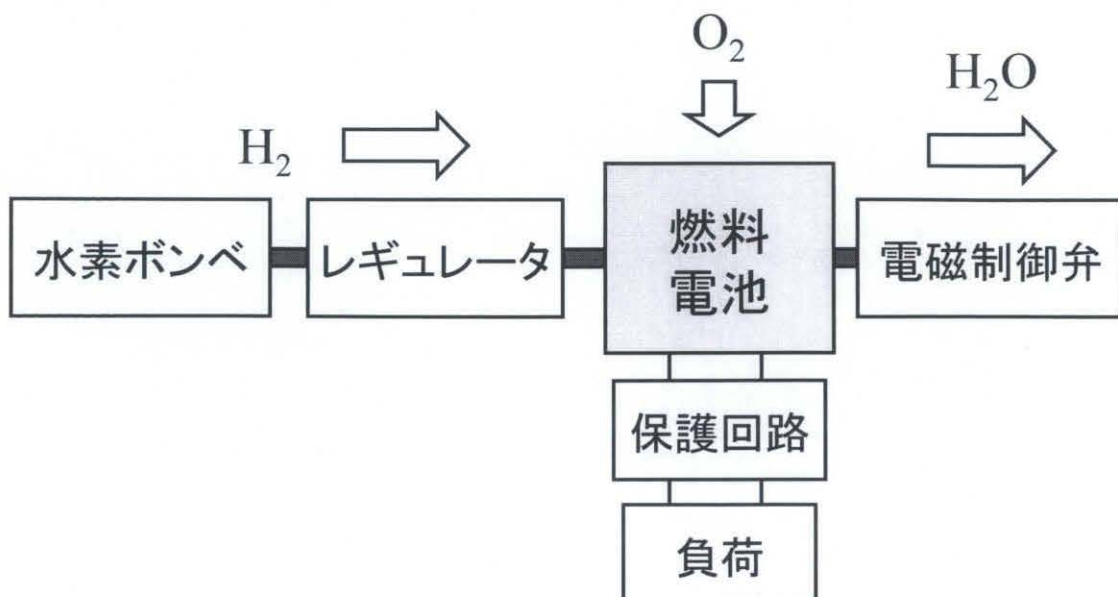 O₂
H₂O
H₂
水素ボンベ
レギュレータ
燃料
電池
電磁制御弁
保護回路
負荷